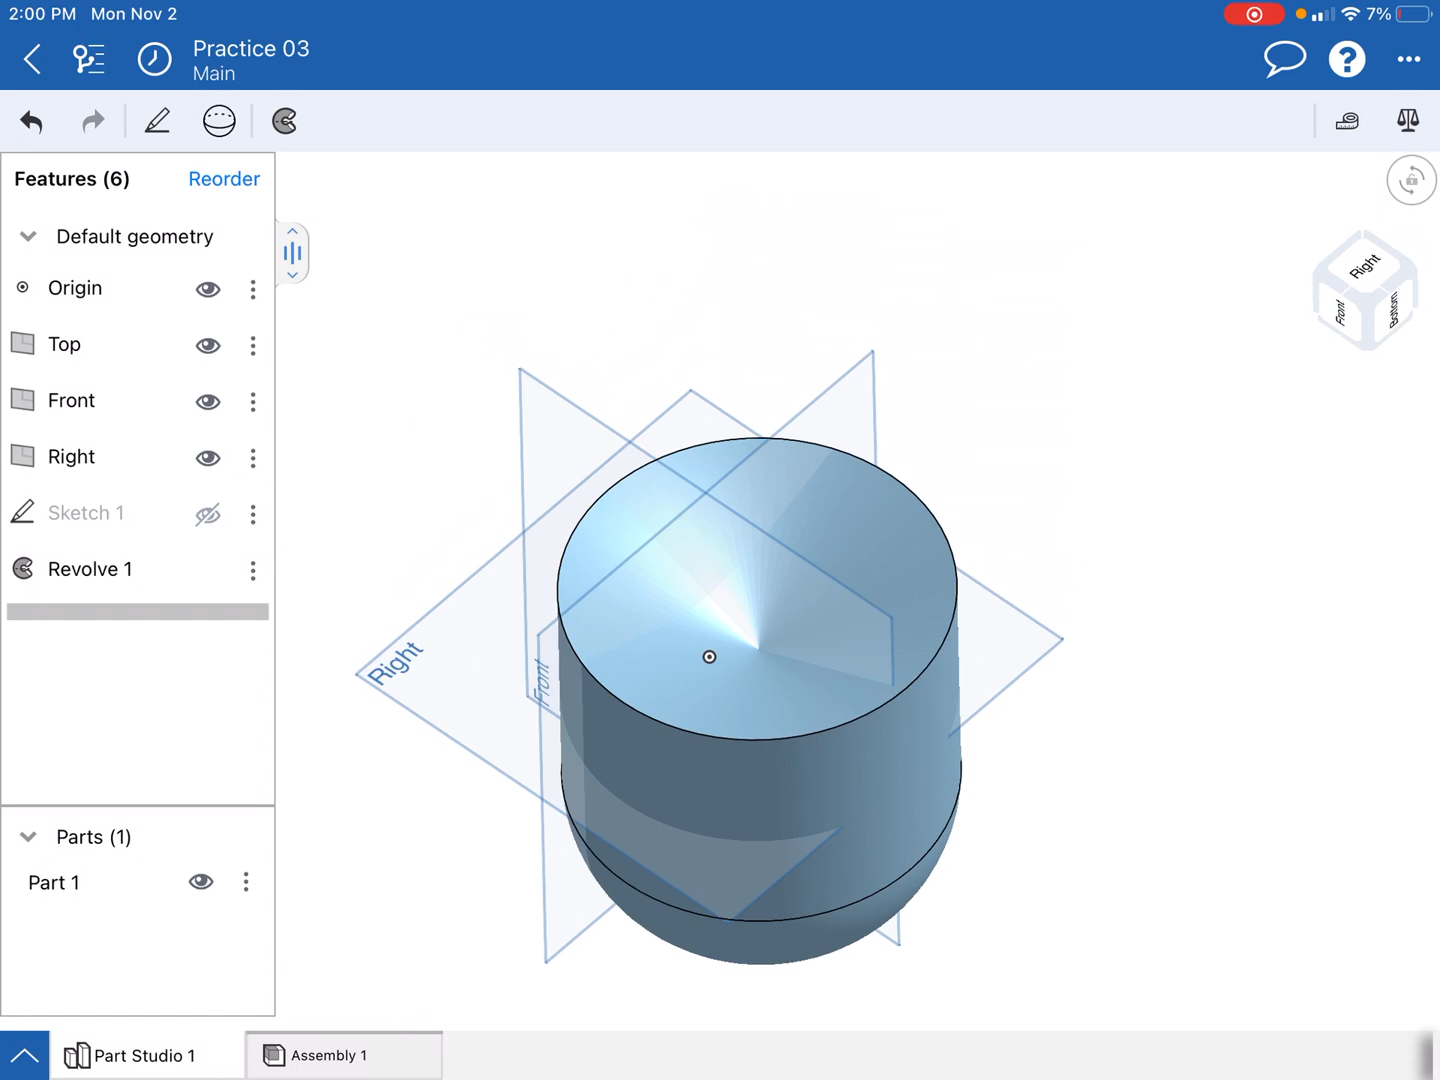 2:00 PM Mon Nov 2
7%
Practice 03
Main
Features (6)
Reorder
Default geometry
Origin
Top
Front
Right
Sketch 1
Revolve 1
Parts (1)
Part 1
Right
Front
Right
Front
Bottom
Part Studio 1
Assembly 1